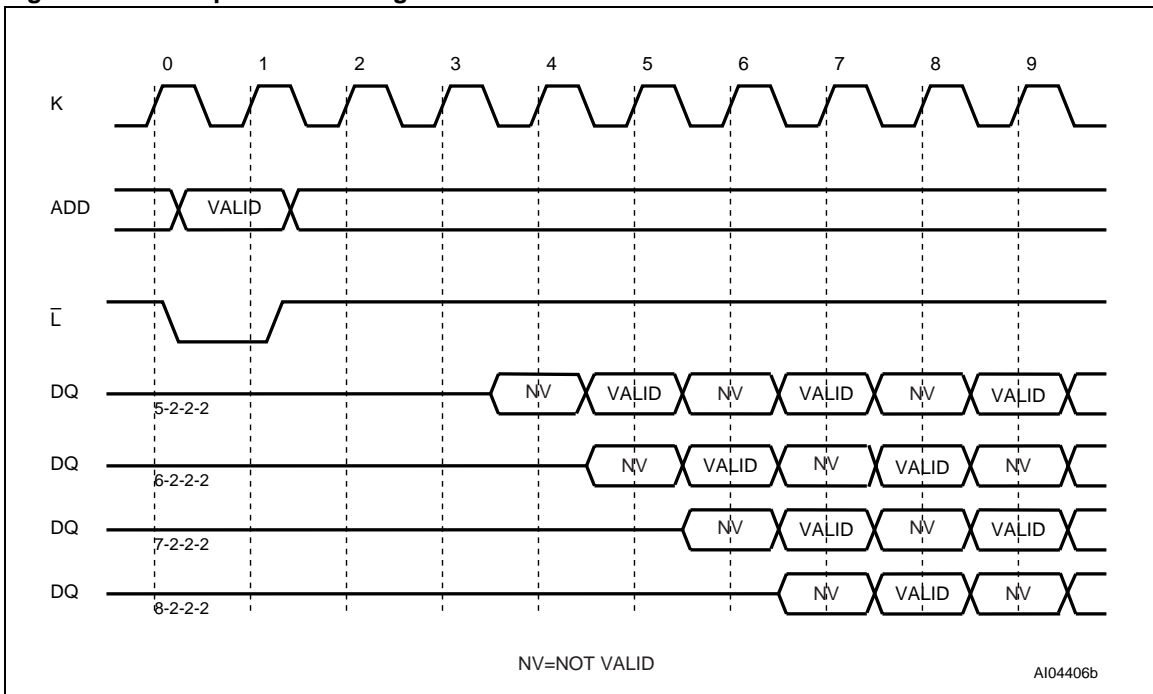 0 1 2 3 4 5 6 7 8 9
K
ADD VALID
L
DQ NV VALID NV VALID NV VALID
5-2-2-2
DQ NV VALID NV VALID NV
6-2-2-2
DQ NV VALID NV VALID
7-2-2-2
DQ NV VALID NV
8-2-2-2
NV=NOT VALID
AI04406b